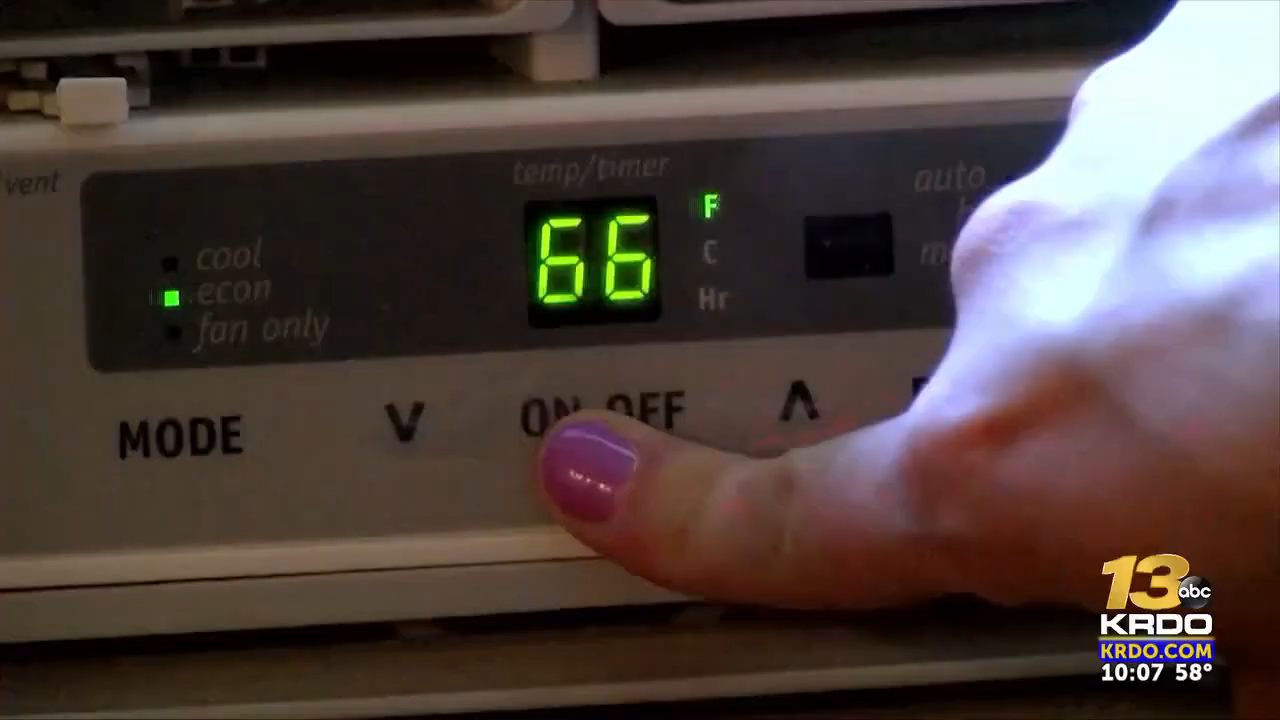 vent
temp/timer
auto
cool
econ
fan only
66
F
C
Hr
MODE
V
ON OFF
Λ
13
abc
KRDO
KRDO.COM
10:07 58°